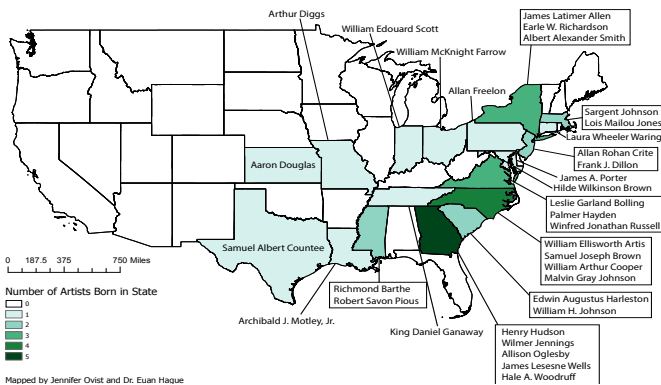 Arthur Diggs
William Edouard Scott
William McKnight Farrow
Allan Freelon
James Latimer Allen
Earle W. Richardson
Albert Alexander Smith
Sargent Johnson
Lois Mailou Jones
Laura Wheeler Waring
Allan Rohan Crite
Frank J. Dillon
James A. Porter
Hilde Wilkinson Brown
Leslie Garland Bolling
Palmer Hayden
Winfred Jonathan Russell
William Ellisworth Artis
Samuel Joseph Brown
William Arthur Cooper
Malvin Gray Johnson
Edwin Augustus Harleston
William H. Johnson
Henry Hudson
Wilmer Jennings
Allison Oglesby
James Lesesne Wells
Hale A. Woodruff
King Daniel Ganaway
Richmond Barthe
Robert Savon Pious
Archibald J. Motley, Jr.
Samuel Albert Countee
Aaron Douglas
0 187.5 375 750 Miles
Number of Artists Born in State
0
1
2
3
4
5
Mapped by Jennifer Ovist and Dr. Euan Hague